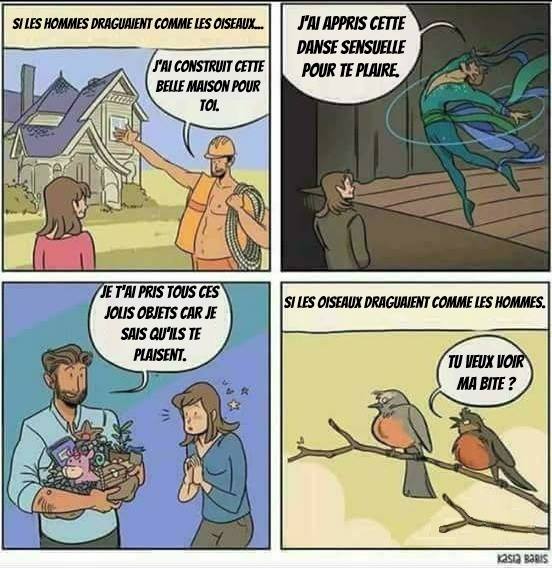 SI LES HOMMES DRAGUAIENT COMME LES OISEAUX...
J'AI CONSTRUIT CETTE
BELLE MAISON POUR
TOI.
J'AI APPRIS CETTE
DANSE SENSUELLE
POUR TE PLAIRE.
JE T'AI PRIS TOUS CES
JOLIS OBJETS CAR JE
SAIS QU'ILS TE
PLAISENT.
SI LES OISEAUX DRAGUAIENT COMME LES HOMMES.
TU VEUX VOIR
MA BITE ?
KASIA BABIS